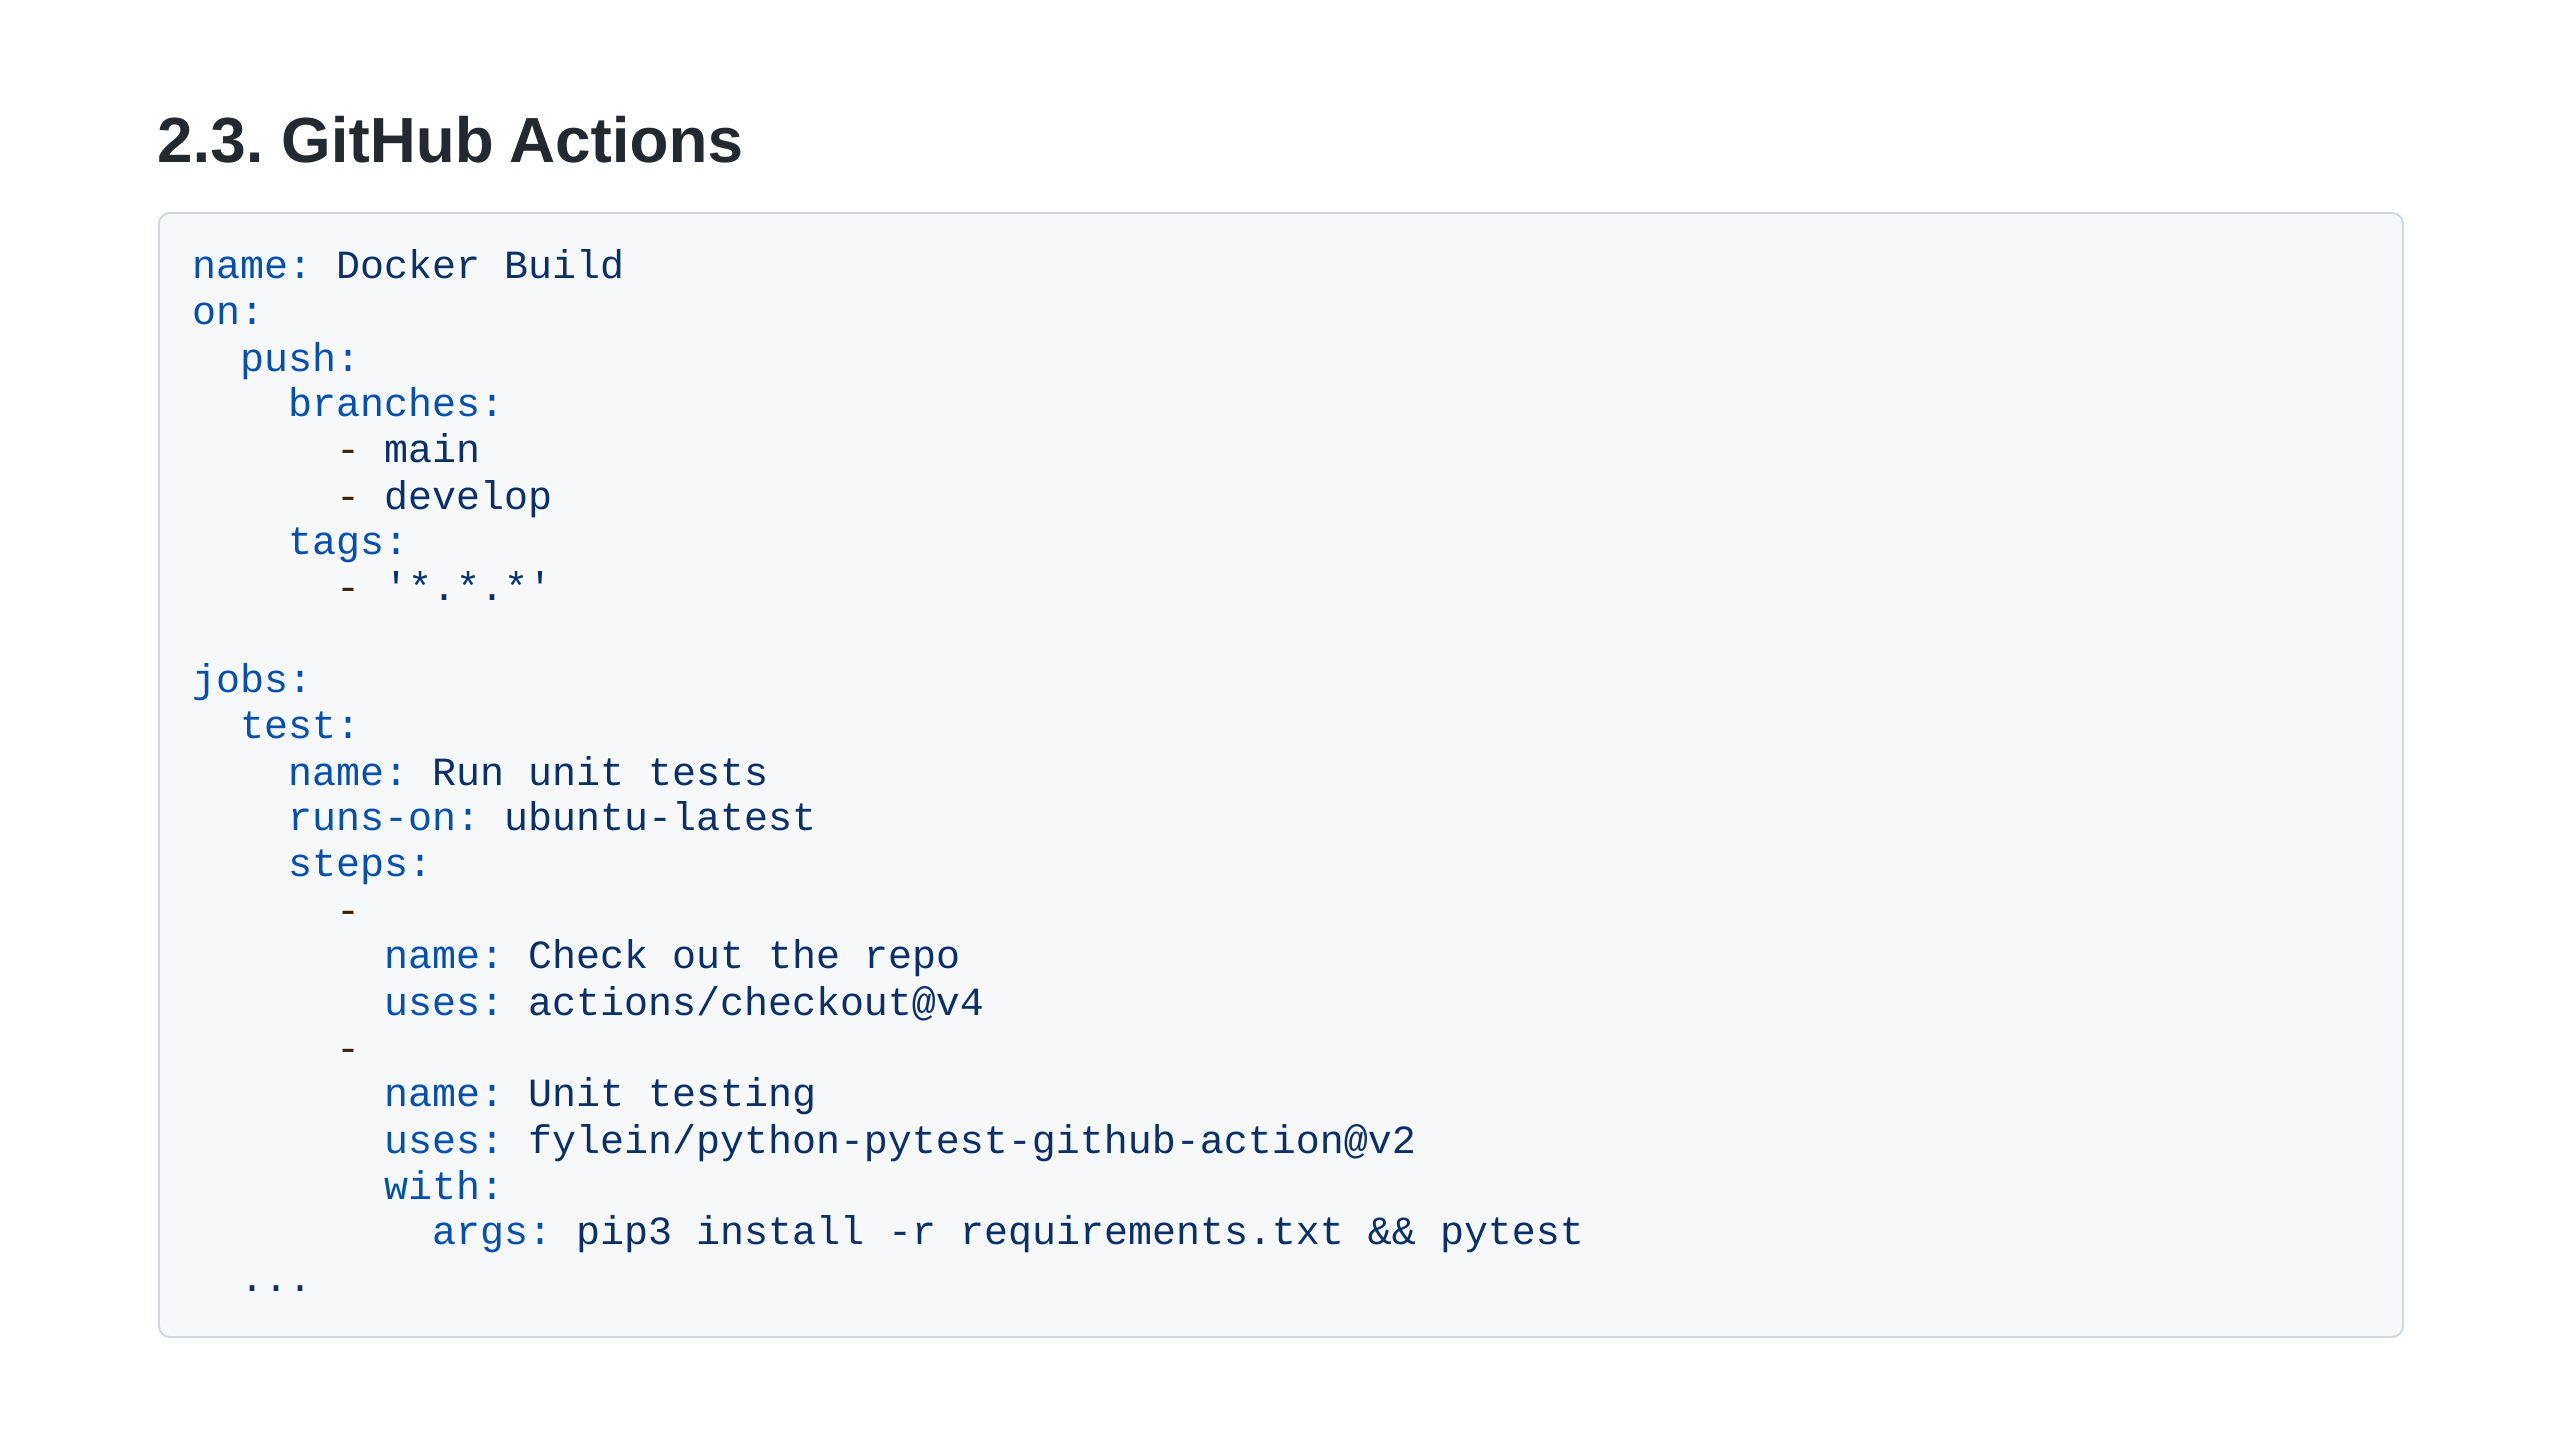 2.3. GitHub Actions
name: Docker Build
on:
  push:
    branches:
      - main
      - develop
    tags:
      - '*.*.*'

jobs:
  test:
    name: Run unit tests
    runs-on: ubuntu-latest
    steps:
      -
        name: Check out the repo
        uses: actions/checkout@v4
      -
        name: Unit testing
        uses: fylein/python-pytest-github-action@v2
        with:
          args: pip3 install -r requirements.txt && pytest
  ...